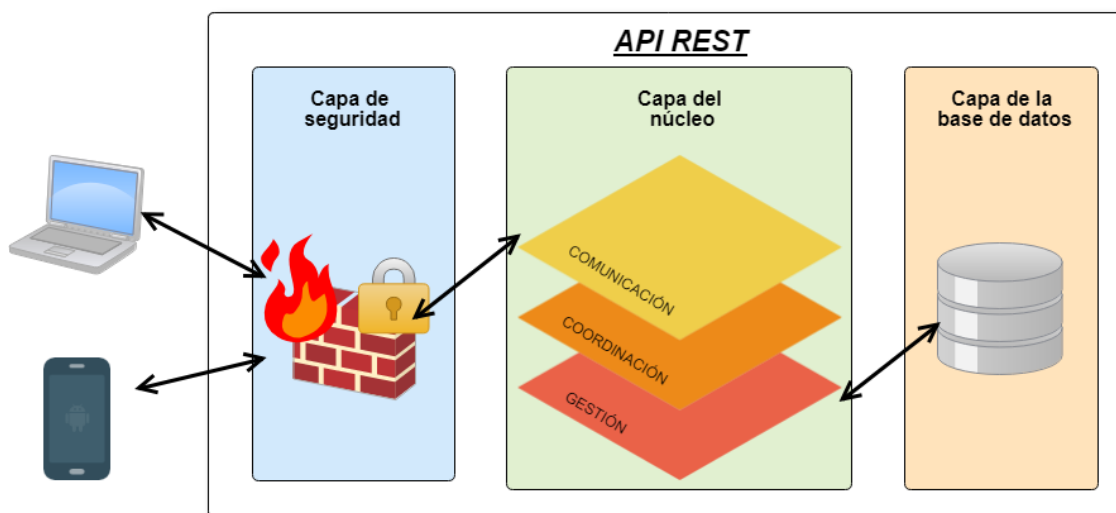 API REST
Capa de
seguridad
Capa del
núcleo
Capa de la
base de datos
COMUNICACIÓN
COORDINACIÓN
GESTIÓN